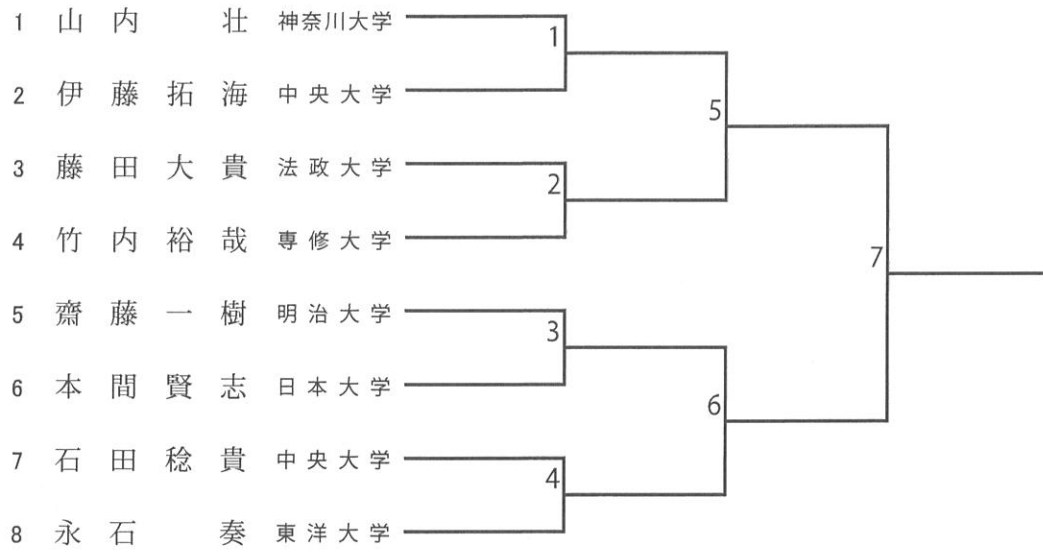 1 山内 壮 神奈川大学
2 伊藤拓海 中央大学
3 藤田大貴 法政大学
4 竹内裕哉 専修大学
5 齋藤一樹 明治大学
6 本間賢志 日本大学
7 石田稔貴 中央大学
8 永石 奏 東洋大学
1
2
3
4
5
6
7